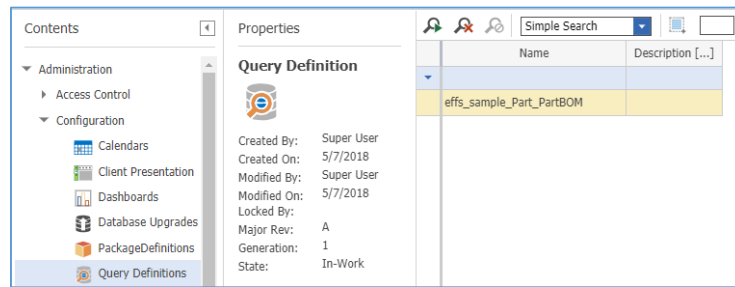 Contents
Administration
Access Control
Configuration
Calendars
Client Presentation
Dashboards
Database Upgrades
PackageDefinitions
Query Definitions
Properties
Query Definition
Created By: Super User
Created On: 5/7/2018
Modified By: Super User
Modified On: 5/7/2018
Locked By:
Major Rev: A
Generation: 1
State: In-Work
Simple Search
Name Description [...]
effs_sample_Part_PartBOM